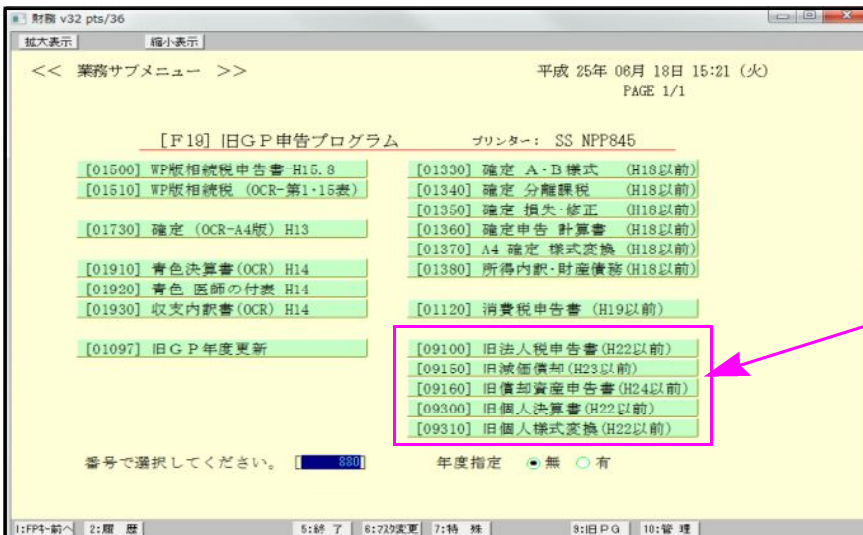 財務 v32 pts/36
拡大表示 縮小表示
<< 業務サブメニュー >> 平成 25年 06月 18日 15:21 (火)
PAGE 1/1
[F19] 旧GP申告プログラム プリンター: SS NPP845
[01500] WP版相続税申告書 H15.8
[01510] WP版相続税 (OCR-第1・15表)
[01730] 確定 (OCR-A4版) H13
[01910] 青色決算書(OCR) H14
[01920] 青色 医師の付表 H14
[01930] 収支内訳書(OCR) H14
[01097] 旧GP年度更新
[01330] 確定 A・B様式 (H18以前)
[01340] 確定 分離課税 (H18以前)
[01350] 確定 損失・修正 (H18以前)
[01360] 確定申告 計算書 (H18以前)
[01370] A4 確定 様式変換 (H18以前)
[01380] 所得内訳・財産債務(H18以前)
[01120] 消費税申告書 (H19以前)
[09100] 旧法人税申告書(H22以前)
[09150] 旧減価償却(H23以前)
[09160] 旧償却資産申告書(H24以前)
[09300] 旧個人決算書(H22以前)
[09310] 旧個人様式変換(H22以前)
番号で選択してください。 [ 880] 年度指定 無 有
1:FPキー前へ 2:履 歴 5:終 了 6:マスタ変更 7:特 殊 9:旧PG 10:管 理